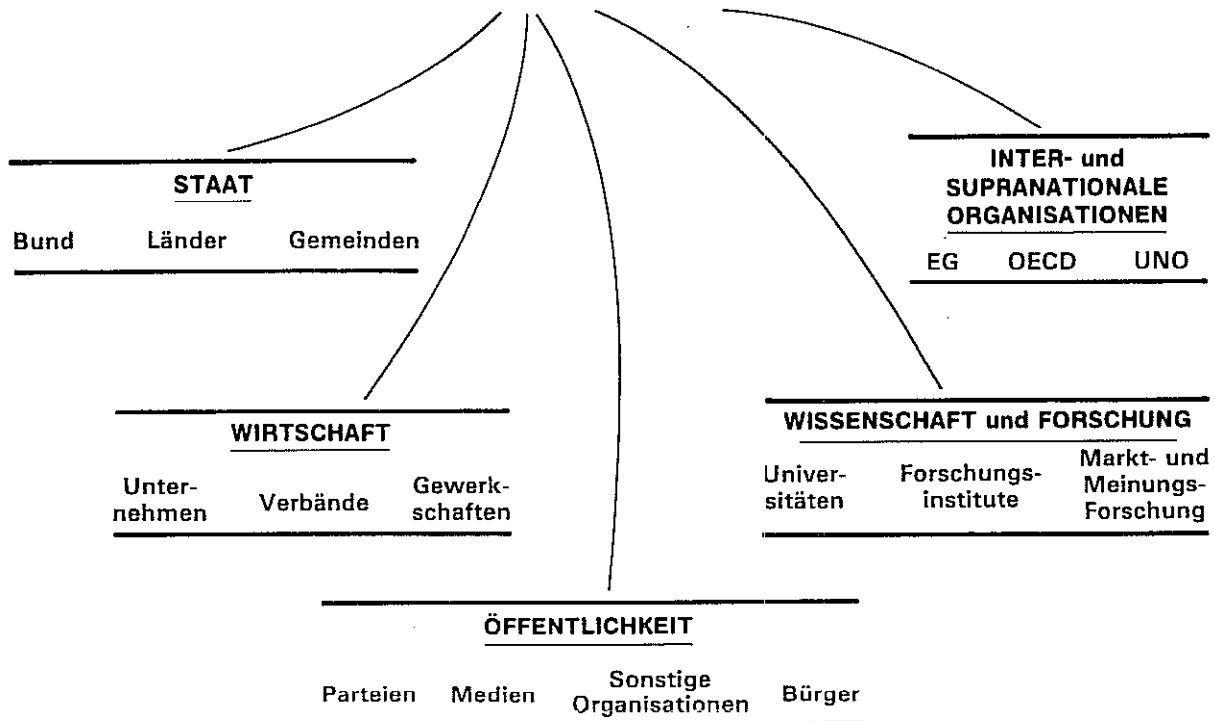 STAAT
Bund Länder Gemeinden
INTER- und
SUPRANATIONALE
ORGANISATIONEN
EG OECD UNO
WIRTSCHAFT
Unter-
nehmen
Verbände
Gewerk-
schaften
WISSENSCHAFT und FORSCHUNG
Univer-
sitäten
Forschungs-
institute
Markt- und
Meinungs-
Forschung
ÖFFENTLICHKEIT
Parteien
Medien
Sonstige
Organisationen
Bürger